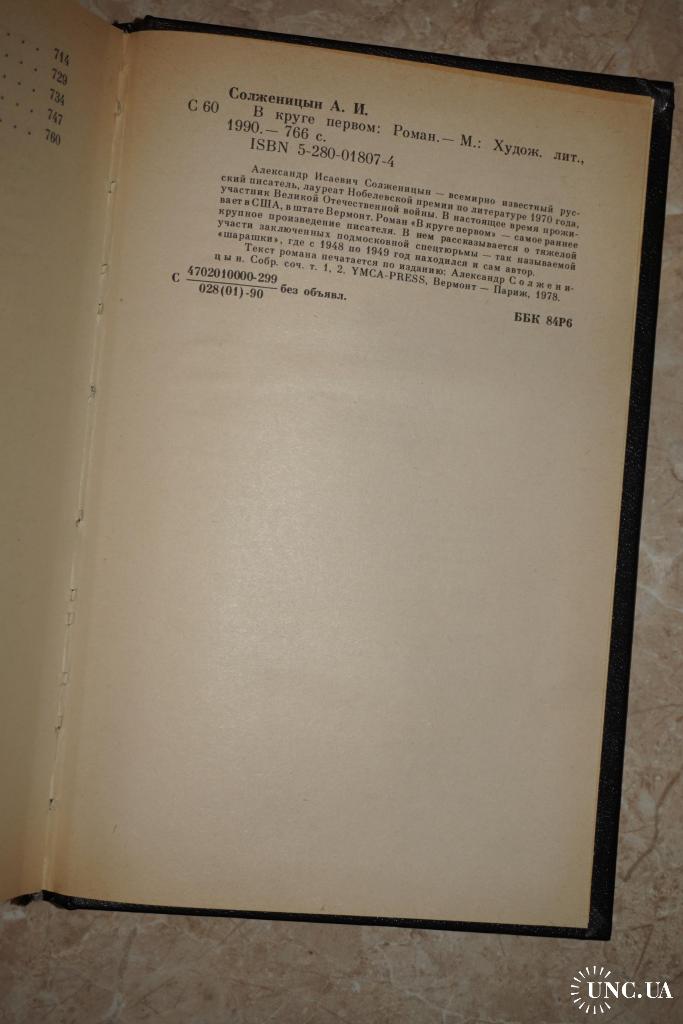 714
729
734
747
760
Солженицын А. И.
С 60 В круге первом: Роман.— М.: Худож. лит.,
1990.— 766 с.
ISBN 5-280-01807-4
Александр Исаевич Солженицын — всемирно известный рус-
ский писатель, лауреат Нобелевской премии по литературе 1970 года,
участник Великой Отечественной войны. В настоящее время прожи-
вает в США, в штате Вермонт. Роман «В круге первом» — самое раннее
крупное произведение писателя. В нем рассказывается о тяжелой
участи заключенных подмосковной спецтюрьмы — так называемой
«шарашки», где с 1948 по 1949 год находился и сам автор.
Текст романа печатается по изданию: Александр Солжени-
цын. Собр. соч. т. 1, 2. YMCA-PRESS, Вермонт — Париж, 1978.
С 4702010000-299
028(01)-90 без объявл.
ББК 84Р6
UNC.UA